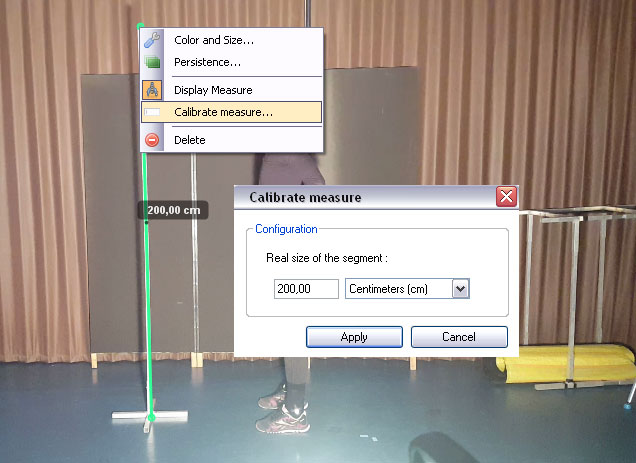 Color and Size...
Persistence...
Display Measure
Calibrate measure...
Delete
200,00 cm
Calibrate measure
Configuration
Real size of the segment :
200,00 Centimeters (cm)
Apply Cancel